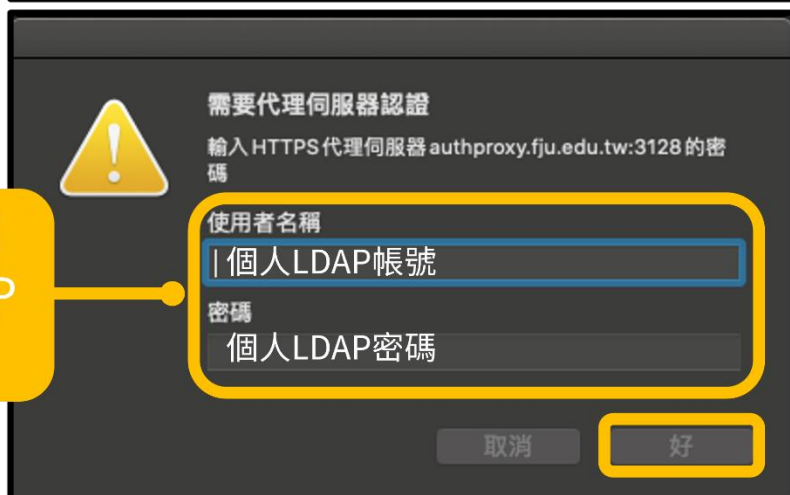 需要代理伺服器認證
輸入HTTPS代理伺服器authproxy.fju.edu.tw:3128的密
碼
使用者名稱
個人LDAP帳號
P
密碼
個人LDAP密碼
取消
好